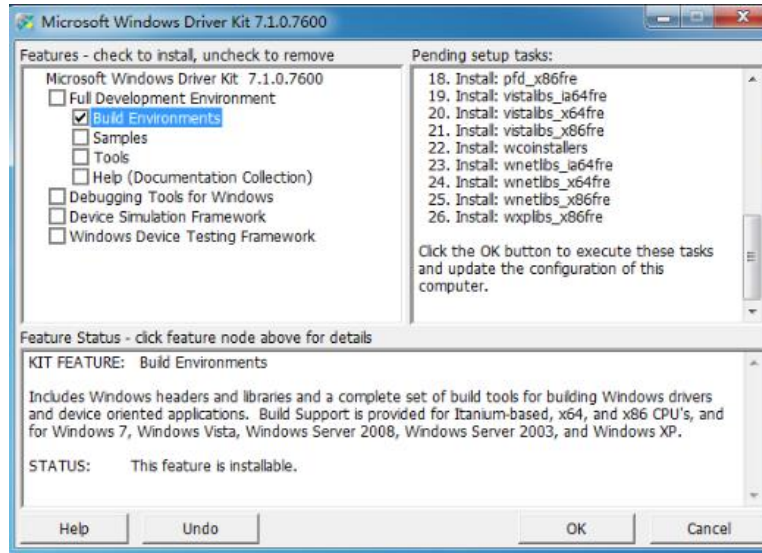 Microsoft Windows Driver Kit 7.1.0.7600
Features - check to install, uncheck to remove
Microsoft Windows Driver Kit 7.1.0.7600
Full Development Environment
Build Environments
Samples
Tools
Help (Documentation Collection)
Debugging Tools for Windows
Device Simulation Framework
Windows Device Testing Framework
Pending setup tasks:
18. Install: pfd_x86fre
19. Install: vistalibs_ia64fre
20. Install: vistalibs_x64fre
21. Install: vistalibs_x86fre
22. Install: wcoinstallers
23. Install: wnetlibs_ia64fre
24. Install: wnetlibs_x64fre
25. Install: wnetlibs_x86fre
26. Install: wxplibs_x86fre
Click the OK button to execute these tasks
and update the configuration of this
computer.
Feature Status - click feature node above for details
KIT FEATURE: Build Environments
Includes Windows headers and libraries and a complete set of build tools for building Windows drivers
and device oriented applications. Build Support is provided for Itanium-based, x64, and x86 CPU's, and
for Windows 7, Windows Vista, Windows Server 2008, Windows Server 2003, and Windows XP.
STATUS: This feature is installable.
Help
Undo
OK
Cancel